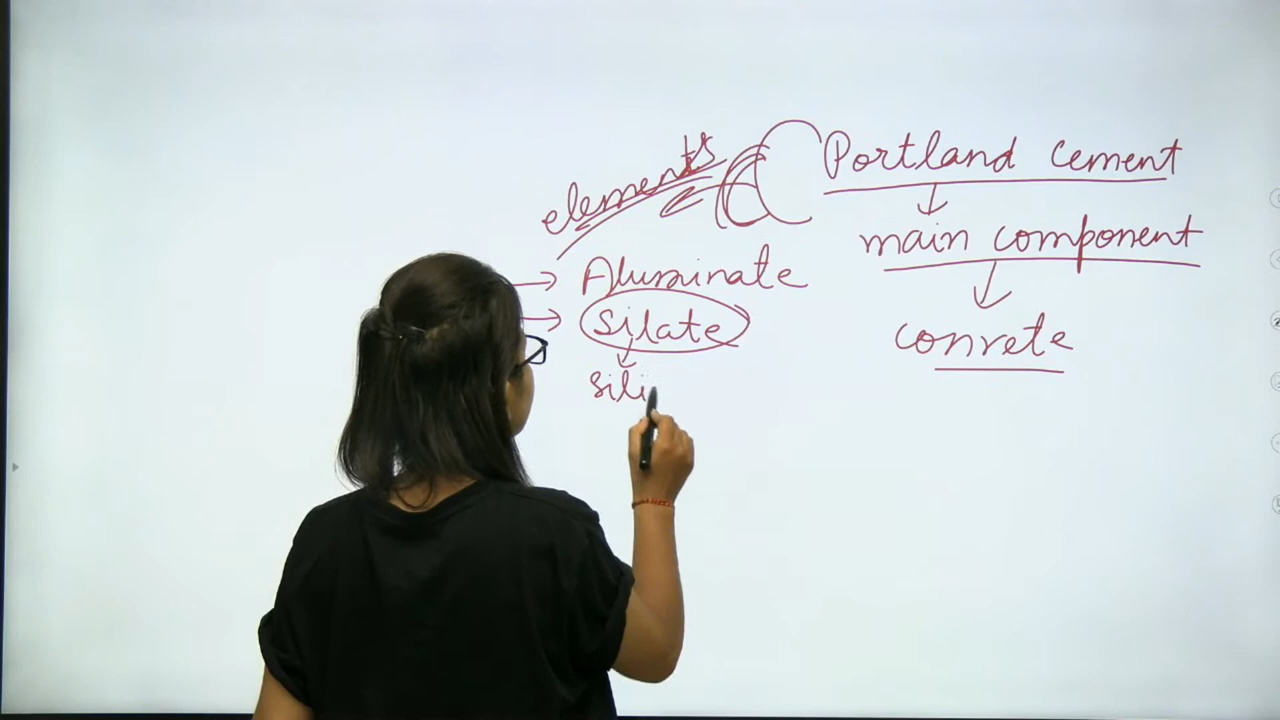 Portland cement
elements
main component
Aluminate
silate
conrete
sili